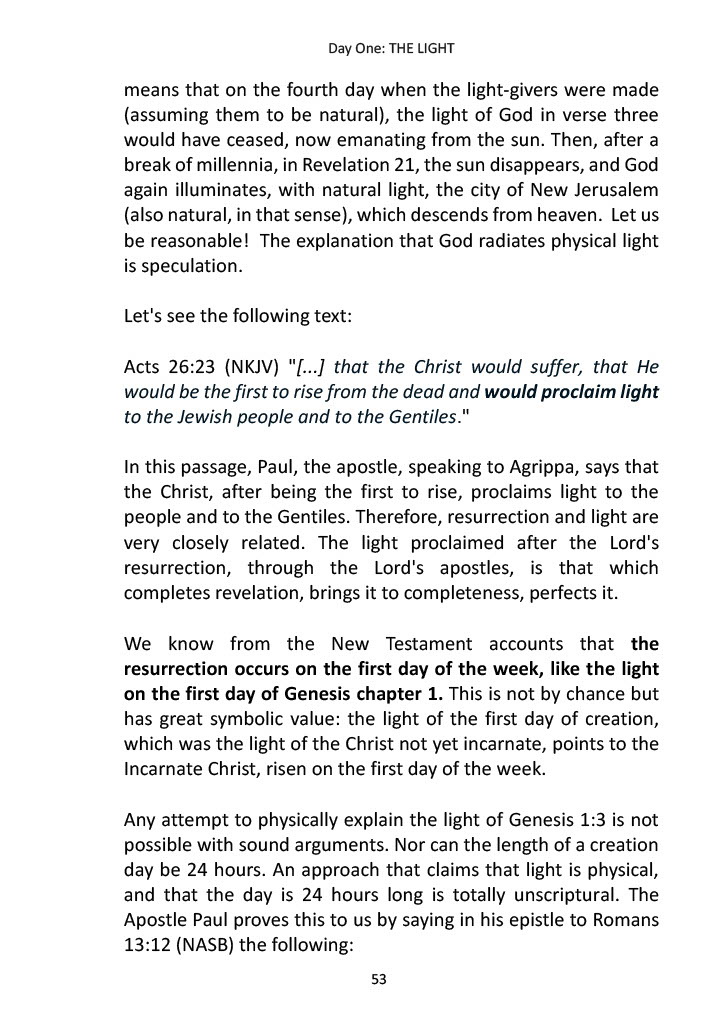 Day One: THE LIGHT
means that on the fourth day when the light-givers were made
(assuming them to be natural), the light of God in verse three
would have ceased, now emanating from the sun. Then, after a
break of millennia, in Revelation 21, the sun disappears, and God
again illuminates, with natural light, the city of New Jerusalem
(also natural, in that sense), which descends from heaven.  Let us
be reasonable!  The explanation that God radiates physical light
is speculation.
Let's see the following text:
Acts 26:23 (NKJV) "[...] that the Christ would suffer, that He
would be the first to rise from the dead and would proclaim light
to the Jewish people and to the Gentiles."
In this passage, Paul, the apostle, speaking to Agrippa, says that
the Christ, after being the first to rise, proclaims light to the
people and to the Gentiles. Therefore, resurrection and light are
very closely related. The light proclaimed after the Lord's
resurrection, through the Lord's apostles, is that which
completes revelation, brings it to completeness, perfects it.
We know from the New Testament accounts that the
resurrection occurs on the first day of the week, like the light
on the first day of Genesis chapter 1. This is not by chance but
has great symbolic value: the light of the first day of creation,
which was the light of the Christ not yet incarnate, points to the
Incarnate Christ, risen on the first day of the week.
Any attempt to physically explain the light of Genesis 1:3 is not
possible with sound arguments. Nor can the length of a creation
day be 24 hours. An approach that claims that light is physical,
and that the day is 24 hours long is totally unscriptural. The
Apostle Paul proves this to us by saying in his epistle to Romans
13:12 (NASB) the following:
53